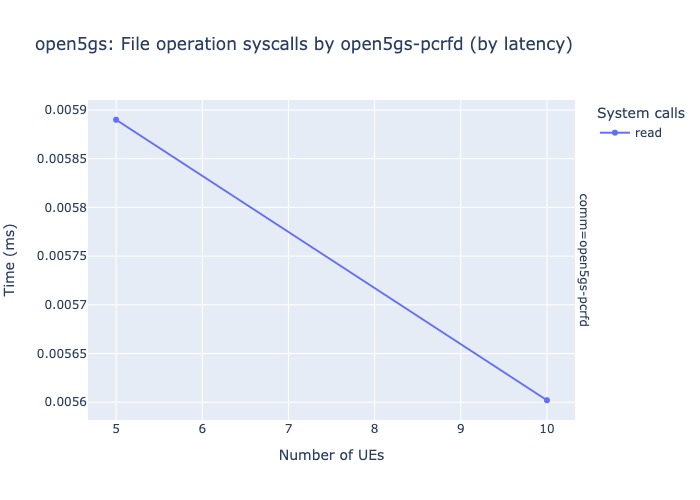 open5gs: File operation syscalls by open5gs-pcrfd (by latency)
System calls
read
0.0059
0.00585
0.0058
0.00575
0.0057
0.00565
0.0056
Time (ms)
comm=open5gs-pcrfd
5 6 7 8 9 10
Number of UEs